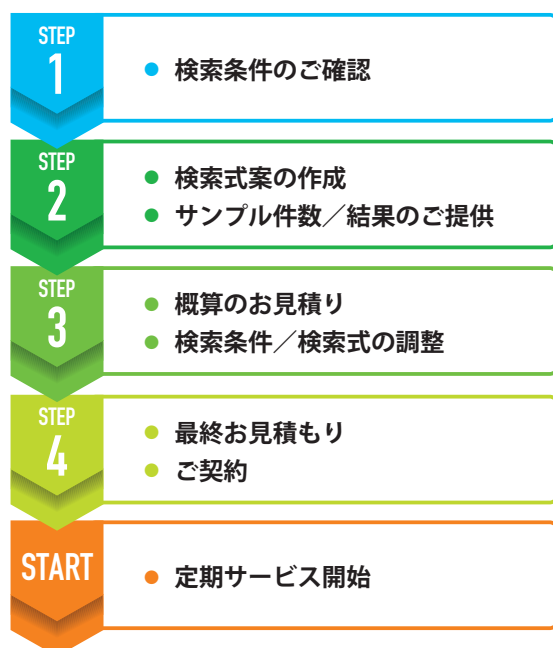 STEP
1
● 検索条件のご確認
STEP
2
● 検索式案の作成
● サンプル件数／結果のご提供
STEP
3
● 概算のお見積り
● 検索条件／検索式の調整
STEP
4
● 最終お見積もり
● ご契約
START
● 定期サービス開始